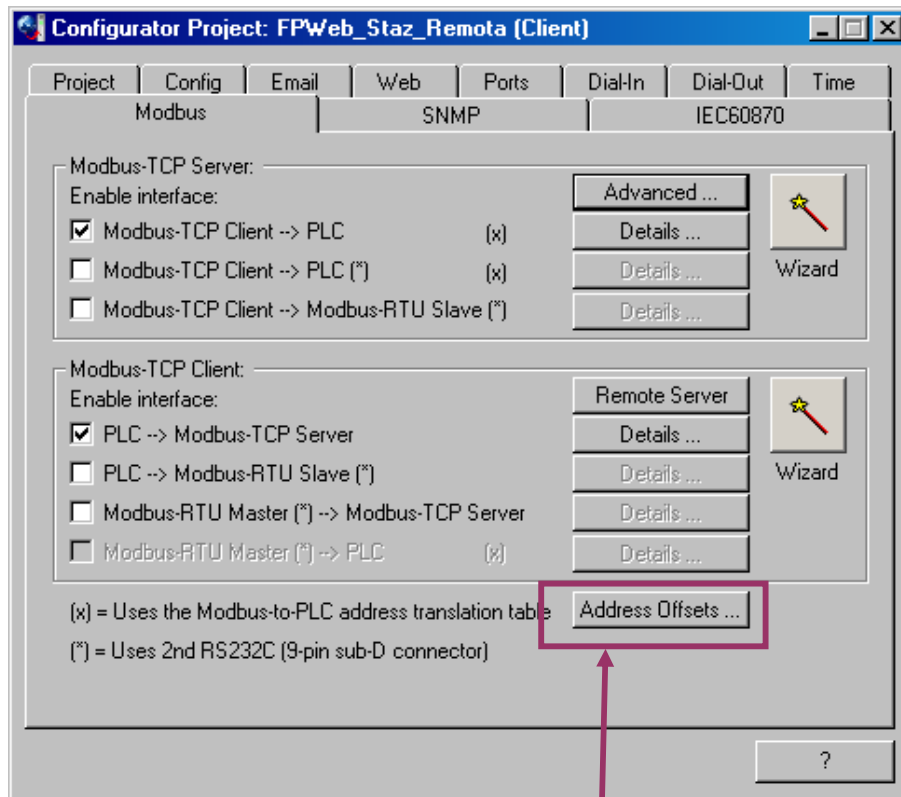 Configurator Project: FPWeb_Staz_Remota (Client)
Project Config Email Web Ports Dial-In Dial-Out Time
Modbus SNMP IEC60870
Modbus-TCP Server:
Enable interface: Advanced ...
Modbus-TCP Client --> PLC (x) Details ...
Modbus-TCP Client --> PLC (*) (x) Details ... Wizard
Modbus-TCP Client --> Modbus-RTU Slave (*) Details ...
Modbus-TCP Client:
Enable interface: Remote Server
PLC --> Modbus-TCP Server Details ...
PLC --> Modbus-RTU Slave (*) Details ... Wizard
Modbus-RTU Master (*) --> Modbus-TCP Server Details ...
Modbus-RTU Master (*) --> PLC (x) Details ...
(x) = Uses the Modbus-to-PLC address translation table Address Offsets ...
(*) = Uses 2nd RS232C (9-pin sub-D connector)
?